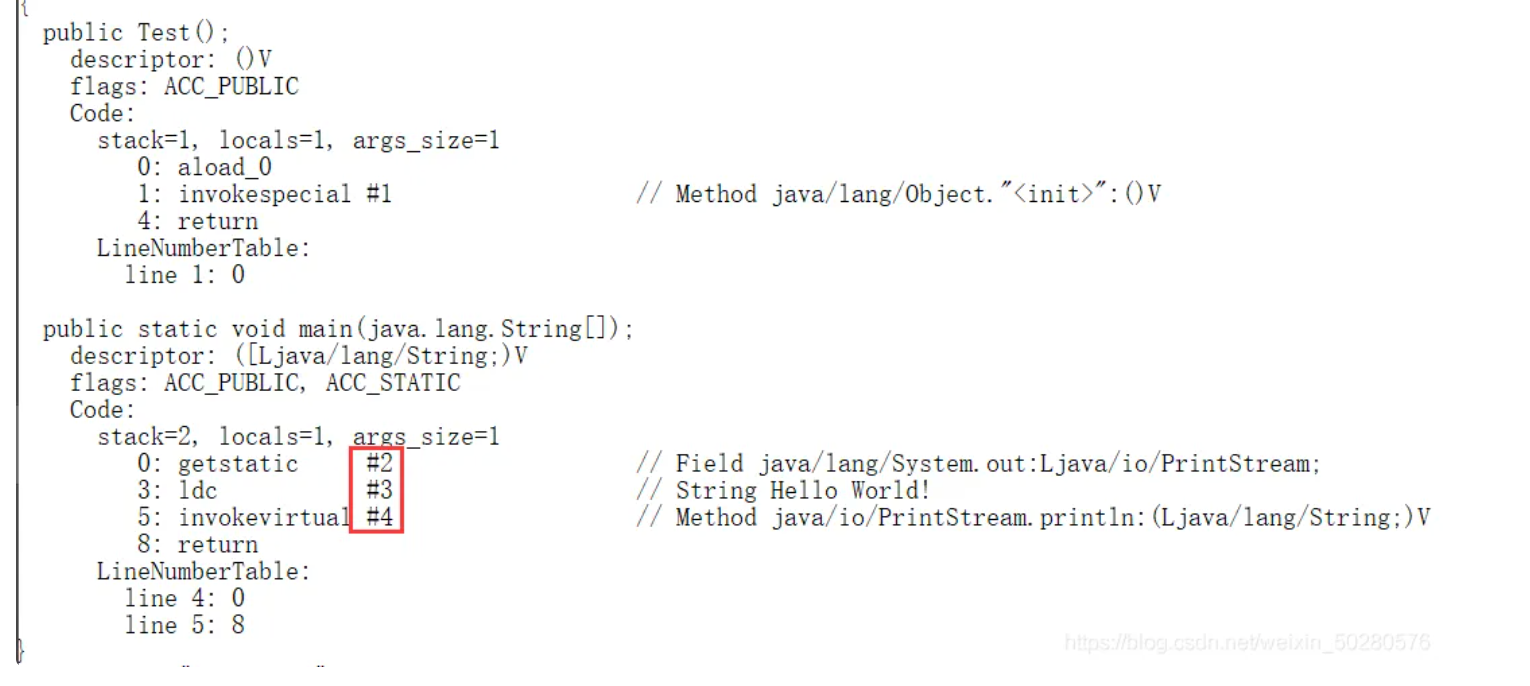 {
public Test();
descriptor: ()V
flags: ACC_PUBLIC
Code:
stack=1, locals=1, args_size=1
0: aload_0
1: invokespecial #1 // Method java/lang/Object."<init>":()V
4: return
LineNumberTable:
line 1: 0
public static void main(java.lang.String[]);
descriptor: ([Ljava/lang/String;)V
flags: ACC_PUBLIC, ACC_STATIC
Code:
stack=2, locals=1, args_size=1
0: getstatic #2 // Field java/lang/System.out:Ljava/io/PrintStream;
3: ldc #3 // String Hello World!
5: invokevirtual #4 // Method java/io/PrintStream.println:(Ljava/lang/String;)V
8: return
LineNumberTable:
line 4: 0
line 5: 8
}
https://blog.csdn.net/weixin_50280576